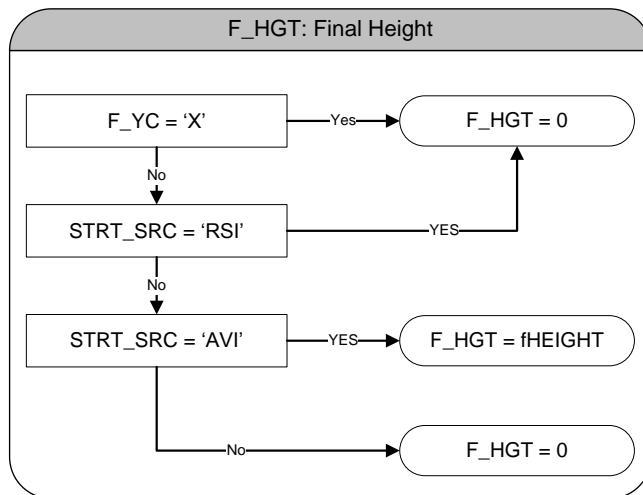 F_HGT: Final Height
F_YC = ‘X’
Yes
F_HGT = 0
No
STRT_SRC = ‘RSI’
YES
No
STRT_SRC = ‘AVI’
YES
F_HGT = fHEIGHT
No
F_HGT = 0